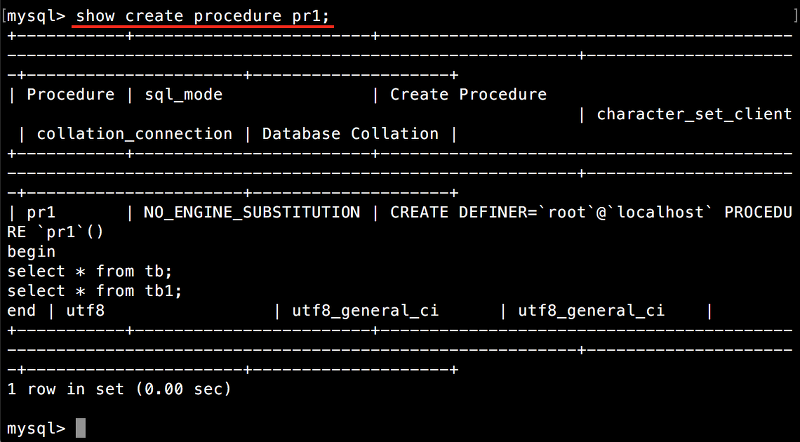 [mysql> show create procedure pr1; ]
+-----------+----------------------+------------------------------------------
----------------------------------------------------------+---------------------
-+----------------------+--------------------+
| Procedure | sql_mode               | Create Procedure
                                                          | character_set_client
 | collation_connection | Database Collation |
+-----------+------------------------+------------------------------------------
----------------------------------------------------------+---------------------
-+----------------------+--------------------+
| pr1       | NO_ENGINE_SUBSTITUTION | CREATE DEFINER=`root`@`localhost` PROCEDU
RE `pr1`()
begin
select * from tb;
select * from tb1;
end | utf8                 | utf8_general_ci      | utf8_general_ci    |
+-----------+------------------------+------------------------------------------
----------------------------------------------------------+---------------------
-+----------------------+--------------------+
1 row in set (0.00 sec)
mysql>